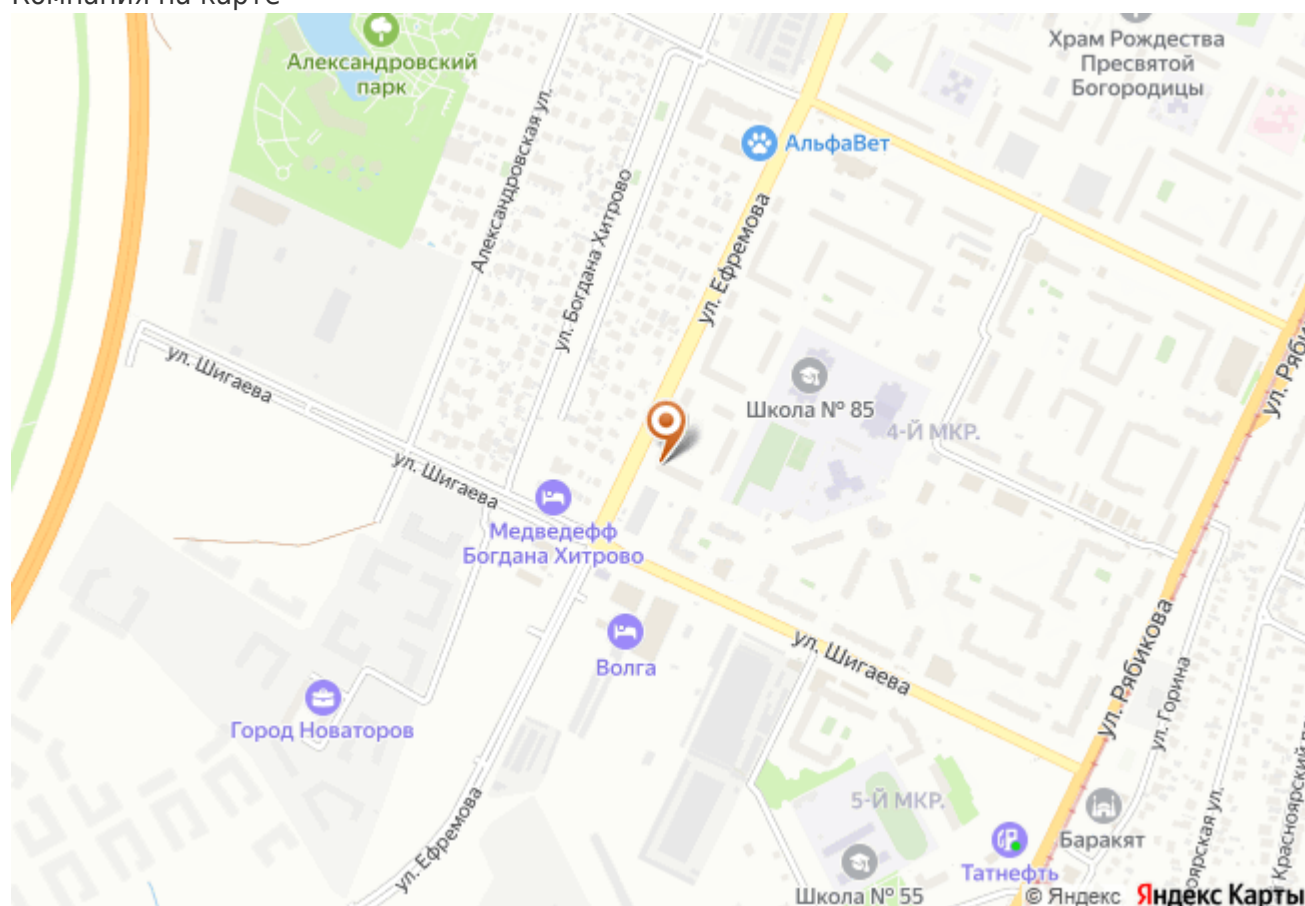 Компания на карте
Александровский
парк
Храм Рождества
Пресвятой
Богородицы
АльфаВет
Александровская ул.
ул. Богдана Хитрово
ул. Ефремова
ул. Шигаева
Школа № 85
4-Й МКР.
ул. Шигаева
Медведефф
Богдана Хитрово
Волга
ул. Шигаева
ул. Рябикова
ул. Горина
Город Новаторов
5-Й МКР.
ул. Ефремова
Баракят
Татнефть
Школа № 55
© Яндекс Яндекс Карты